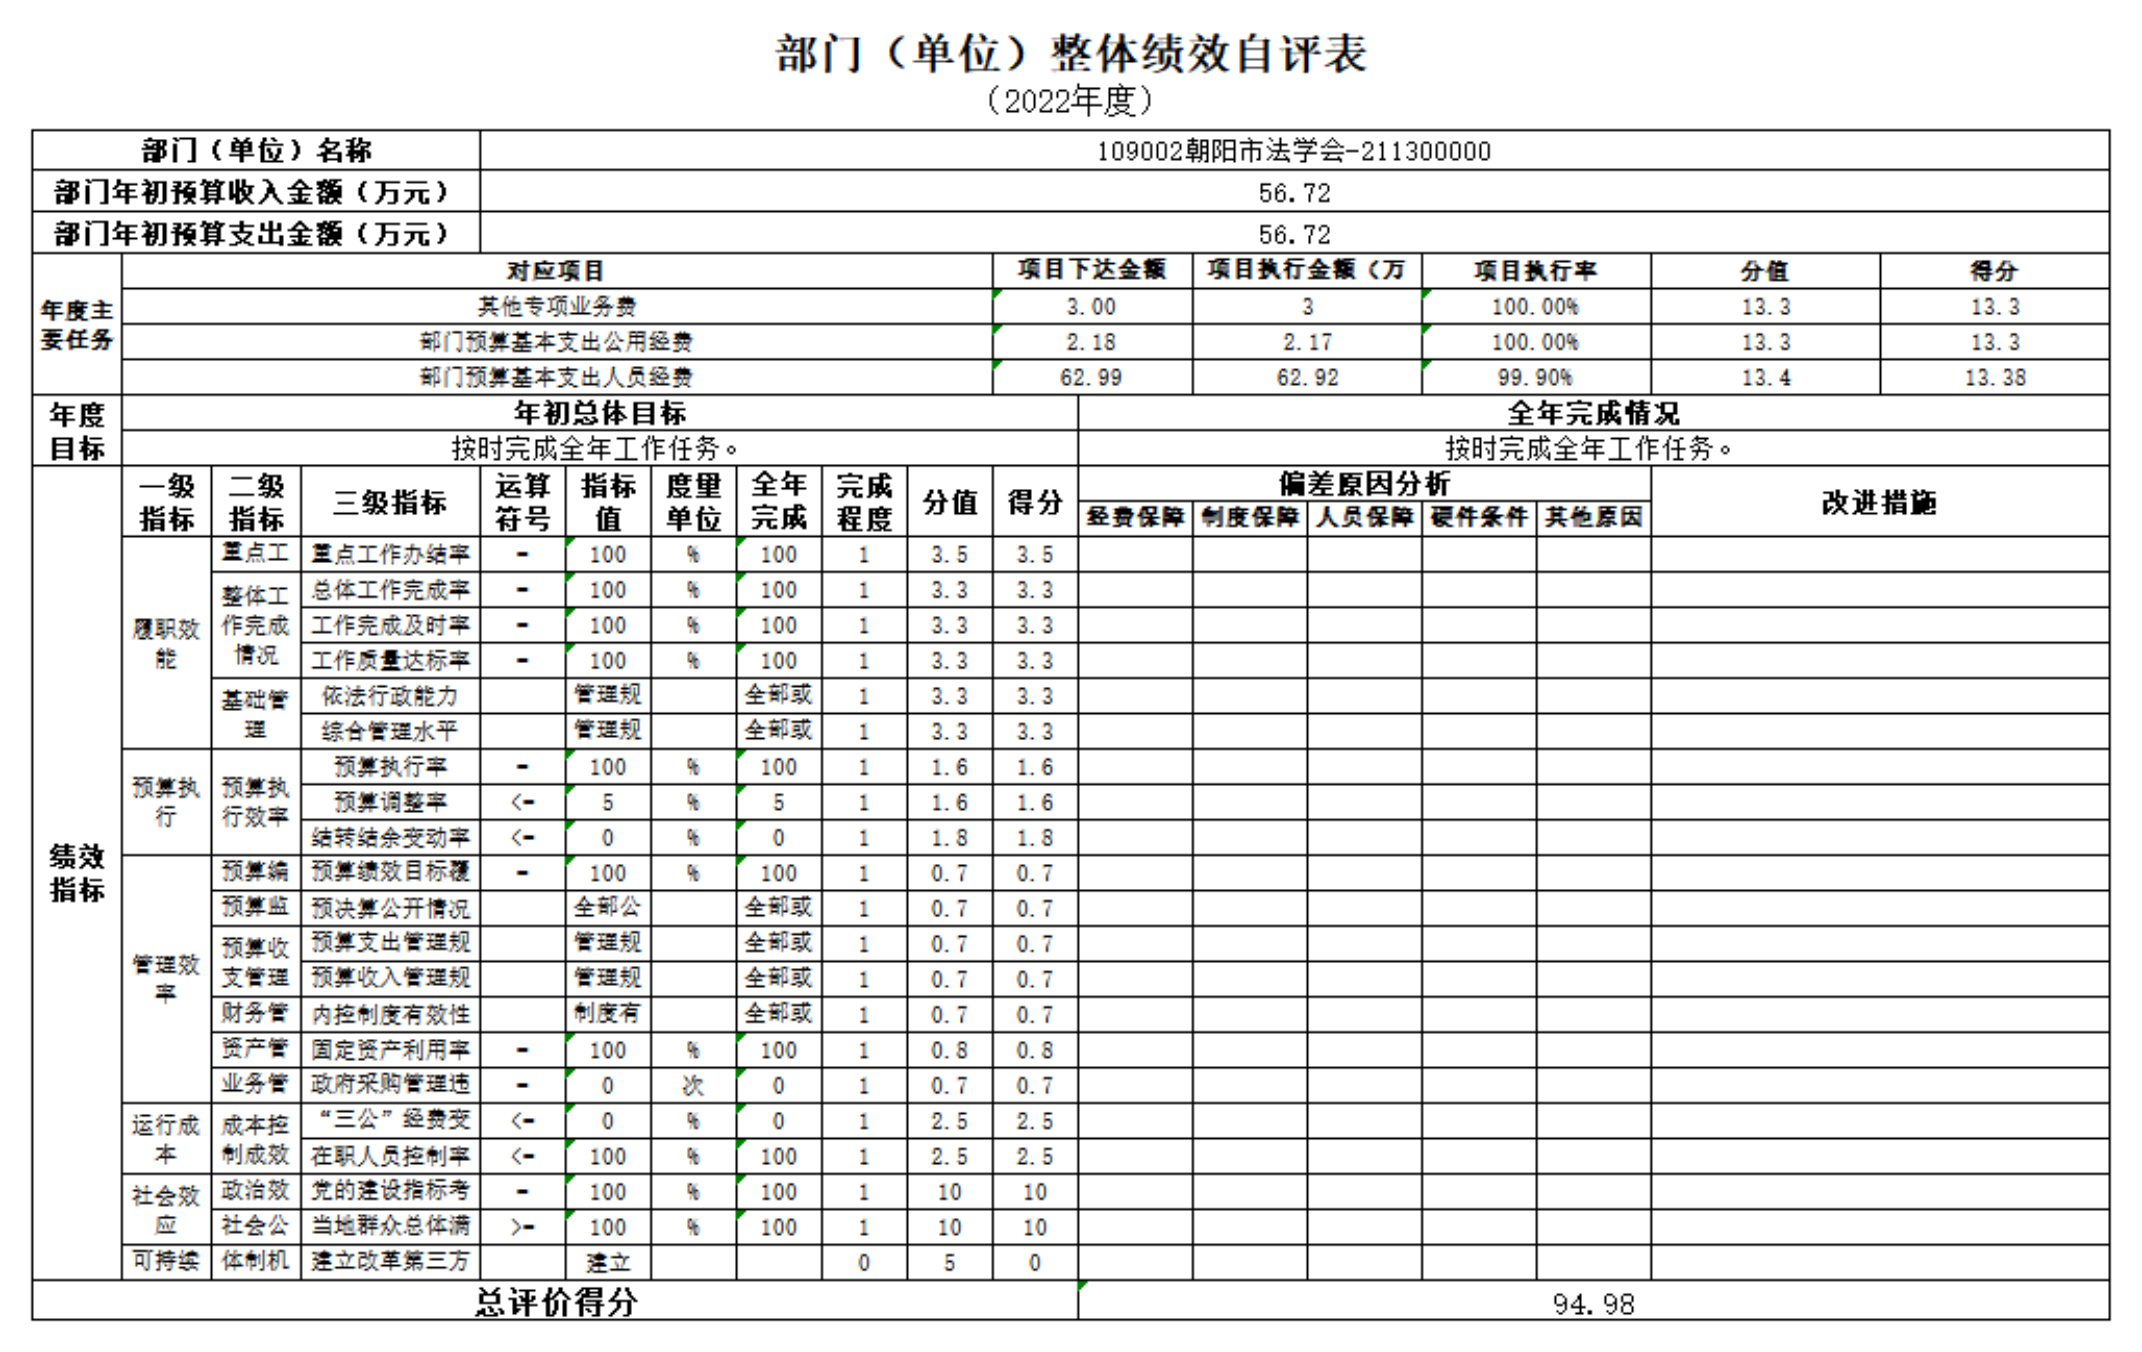 部门（单位）整体绩效自评表
（2022年度）
部门（单位）名称 109002朝阳市法学会-211300000
部门年初预算收入金额（万元） 56.72
部门年初预算支出金额（万元） 56.72
年度主要任务 对应项目 项目下达金额 项目执行金额（万 项目执行率 分值 得分
其他专项业务费 3.00 3 100.00% 13.3 13.3
部门预算基本支出公用经费 2.18 2.17 100.00% 13.3 13.3
部门预算基本支出人员经费 62.99 62.92 99.90% 13.4 13.38
年度目标 年初总体目标 全年完成情况
按时完成全年工作任务。 按时完成全年工作任务。
绩效指标 一级指标 二级指标 三级指标 运算符号 指标值 度量单位 全年完成 完成程度 分值 得分 偏差原因分析 改进措施
经费保障 制度保障 人员保障 硬件条件 其他原因
履职效能 重点工 重点工作办结率 = 100 % 100 1 3.5 3.5
整体工作完成情况 总体工作完成率 = 100 % 100 1 3.3 3.3
工作完成及时率 = 100 % 100 1 3.3 3.3
工作质量达标率 = 100 % 100 1 3.3 3.3
基础管理 依法行政能力 管理规 全部或 1 3.3 3.3
综合管理水平 管理规 全部或 1 3.3 3.3
预算执行 预算执行效率 预算执行率 = 100 % 100 1 1.6 1.6
预算调整率 <= 5 % 5 1 1.6 1.6
结转结余变动率 <= 0 % 0 1 1.8 1.8
管理效率 预算编 预算绩效目标覆 = 100 % 100 1 0.7 0.7
预算监 预决算公开情况 全部公 全部或 1 0.7 0.7
预算收支管理 预算支出管理规 管理规 全部或 1 0.7 0.7
预算收入管理规 管理规 全部或 1 0.7 0.7
财务管 内控制度有效性 制度有 全部或 1 0.7 0.7
资产管 固定资产利用率 = 100 % 100 1 0.8 0.8
业务管 政府采购管理违 = 0 次 0 1 0.7 0.7
运行成本 成本控制成效 “三公”经费变 <= 0 % 0 1 2.5 2.5
在职人员控制率 <= 100 % 100 1 2.5 2.5
社会效应 政治效 党的建设指标考 = 100 % 100 1 10 10
社会公 当地群众总体满 >= 100 % 100 1 10 10
可持续 体制机 建立改革第三方 建立 0 5 0
总评价得分 94.98